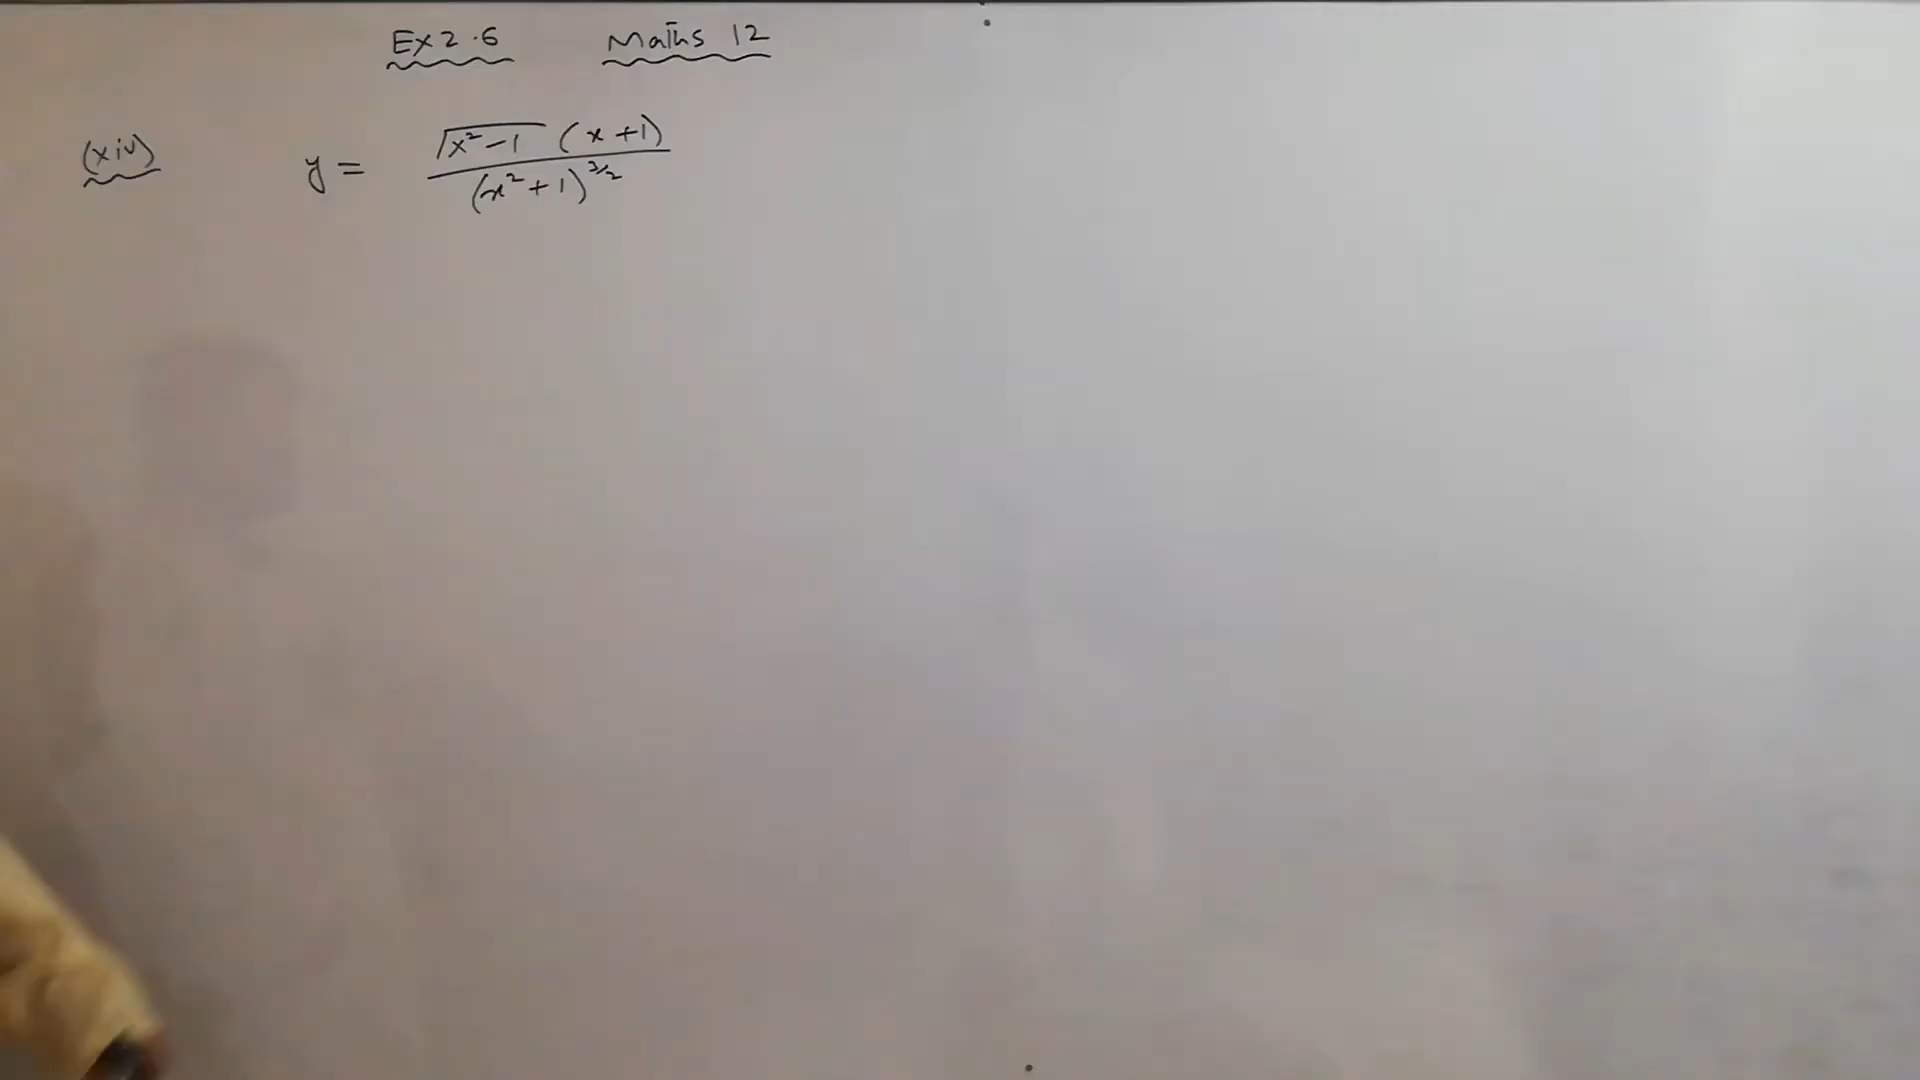 Ex 2.6 Maths 12
(xiv) y = √(x²-1) (x+1) / (x²+1)^3/2